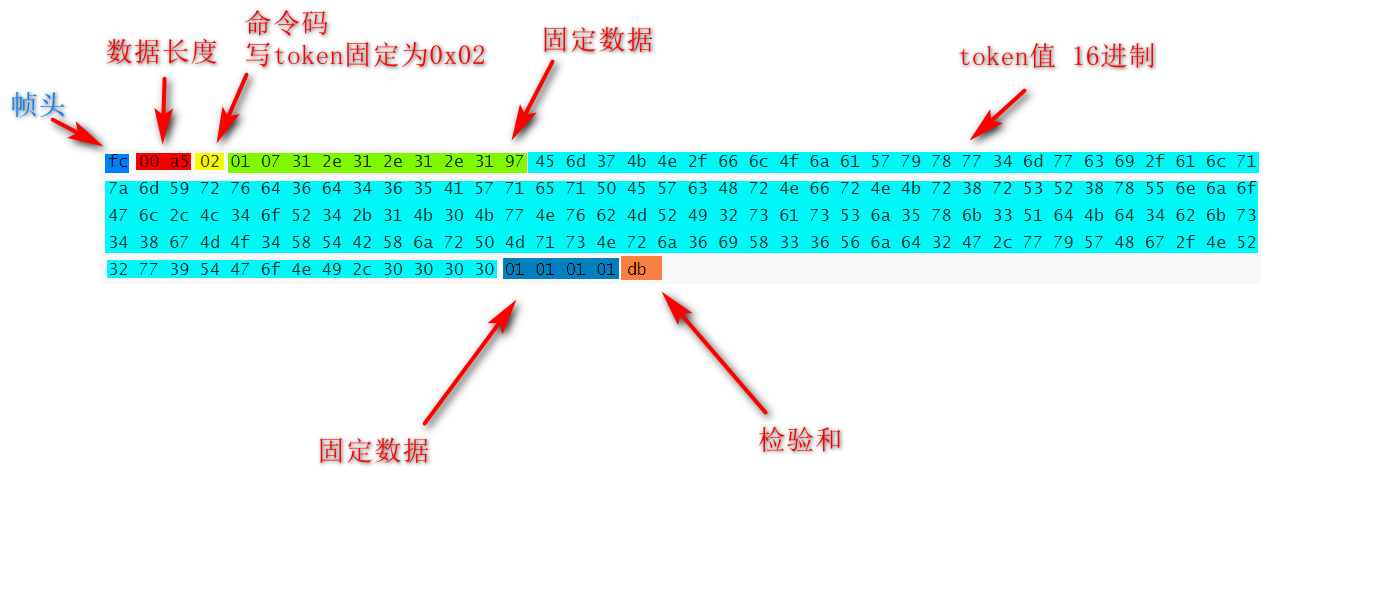 命令码
数据长度
写token固定为0x02
固定数据
token值 16进制
帧头
fc 00 a5 02 01 07 31 2e 31 2e 31 2e 31 97 45 6d 37 4b 4e 2f 66 6c 4f 6a 61 57 79 78 77 34 6d 77 63 69 2f 61 6c 71
7a 6d 59 72 76 64 36 64 34 36 35 41 57 71 65 71 50 45 57 63 48 72 4e 66 72 4e 4b 72 38 72 53 52 38 78 55 6e 6a 6f
47 6c 2c 4c 34 6f 52 34 2b 31 4b 30 4b 77 4e 76 62 4d 52 49 32 73 61 73 53 6a 35 78 6b 33 51 64 4b 64 34 62 6b 73
34 38 67 4d 4f 34 58 54 42 58 6a 72 50 4d 71 73 4e 72 6a 36 69 58 33 36 56 6a 64 32 47 2c 77 79 57 48 67 2f 4e 52
32 77 39 54 47 6f 4e 49 2c 30 30 30 30 01 01 01 01 db
固定数据
检验和